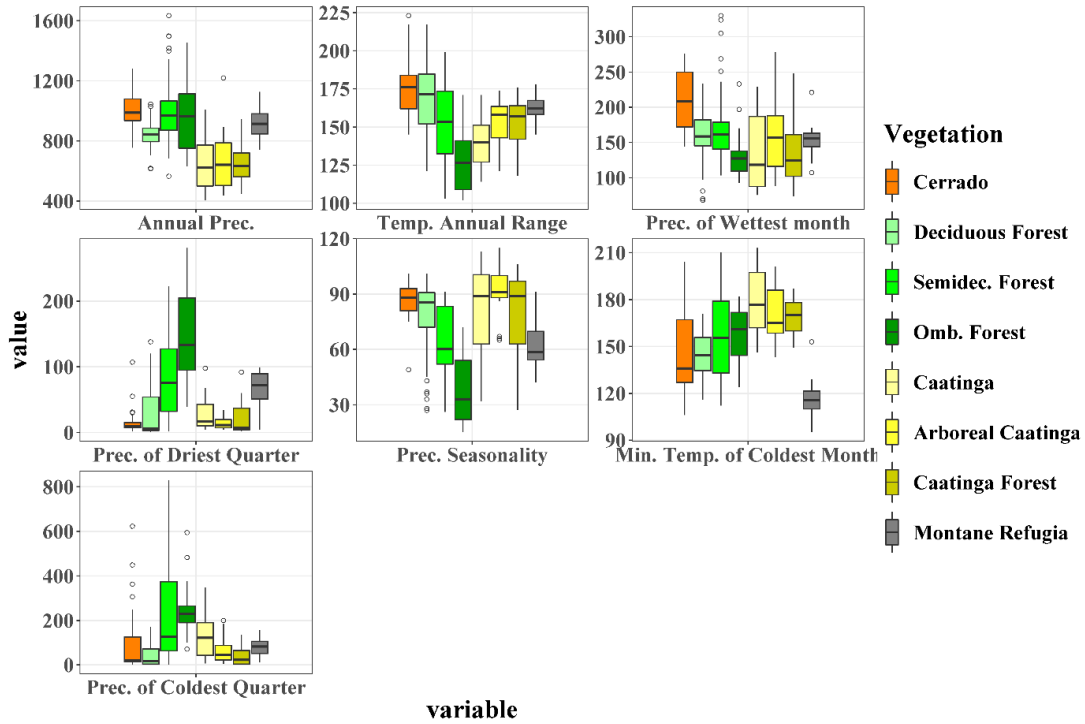 1600
1200
800
400
Annual Prec.
225
200
175
150
125
100
Temp. Annual Range
300
250
200
150
100
Prec. of Wettest month
200
100
0
Prec. of Driest Quarter
120
90
60
30
Prec. Seasonality
210
180
150
120
90
Min. Temp. of Coldest Month
800
600
400
200
0
Prec. of Coldest Quarter
value
variable
Vegetation
Cerrado
Deciduous Forest
Semidec. Forest
Omb. Forest
Caatinga
Arboreal Caatinga
Caatinga Forest
Montane Refugia